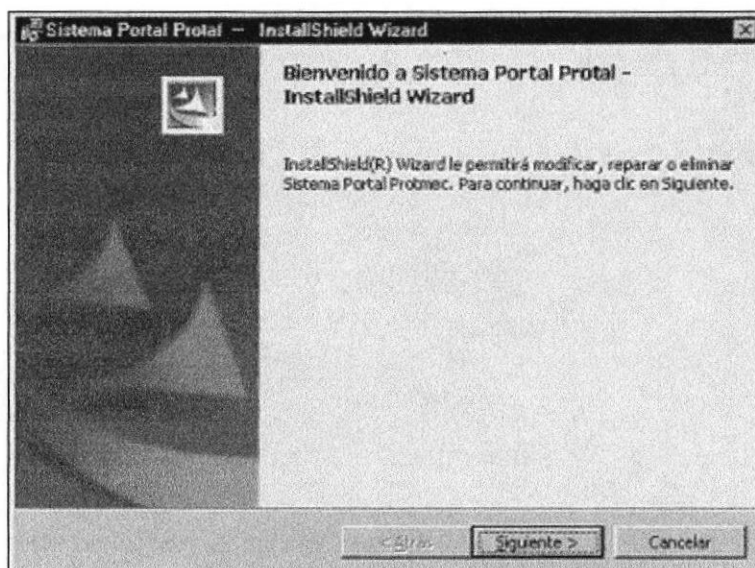 Sistema Portal Protal – InstallShield Wizard
Bienvenido a Sistema Portal Protal –
InstallShield Wizard
InstallShield(R) Wizard le permitirá modificar, reparar o eliminar
Sistema Portal Protmec. Para continuar, haga clic en Siguiente.
< Atrás
Siguiente >
Cancelar